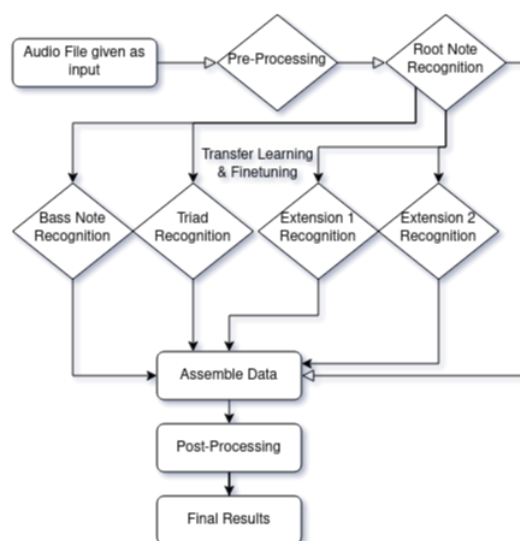 Audio File given as
input
Pre-Processing
Root Note
Recognition
Transfer Learning
& Finetuning
Bass Note
Recognition
Triad
Recognition
Extension 1
Recognition
Extension 2
Recognition
Assemble Data
Post-Processing
Final Results